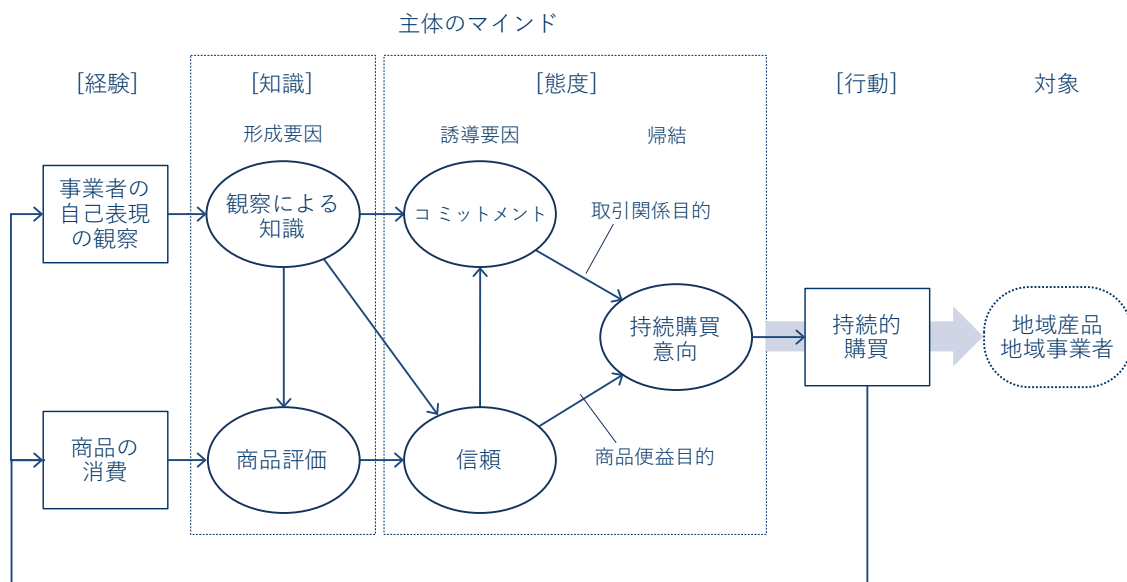 主体のマインド
[経験]
[知識]
[態度]
[行動]
対象
形成要因
誘導要因
帰結
事業者の
自己表現
の観察
観察による
知識
コミットメント
取引関係目的
持続購買
意向
持続的
購買
地域産品
地域事業者
商品の
消費
商品評価
信頼
商品便益目的